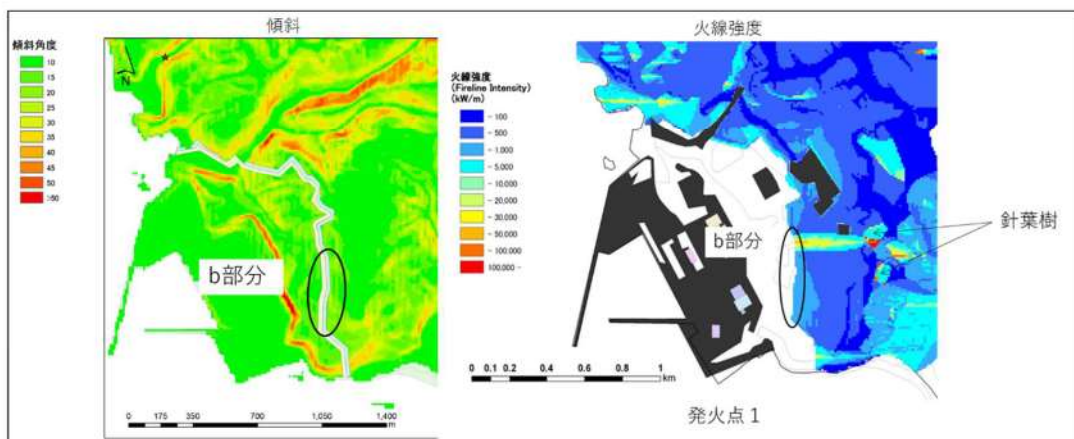 傾斜
傾斜角度
10
15
20
25
30
35
40
45
50
>50
N
b部分
0 175 350 700 1,050 1,400
m
火線強度
火線強度
(Fireline Intensity)
(kW/m)
- 100
- 500
- 1,000
- 5,000
- 10,000
- 20,000
- 30,000
- 50,000
- 100,000
100,000 -
b部分
針葉樹
0 0.1 0.2 0.4 0.6 0.8 1
km
発火点 1